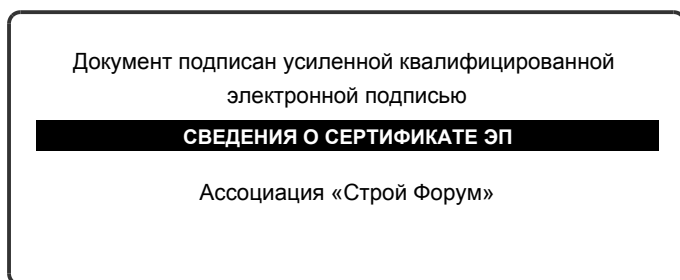 Документ подписан усиленной квалифицированной
электронной подписью
СВЕДЕНИЯ О СЕРТИФИКАТЕ ЭП
Ассоциация «Строй Форум»